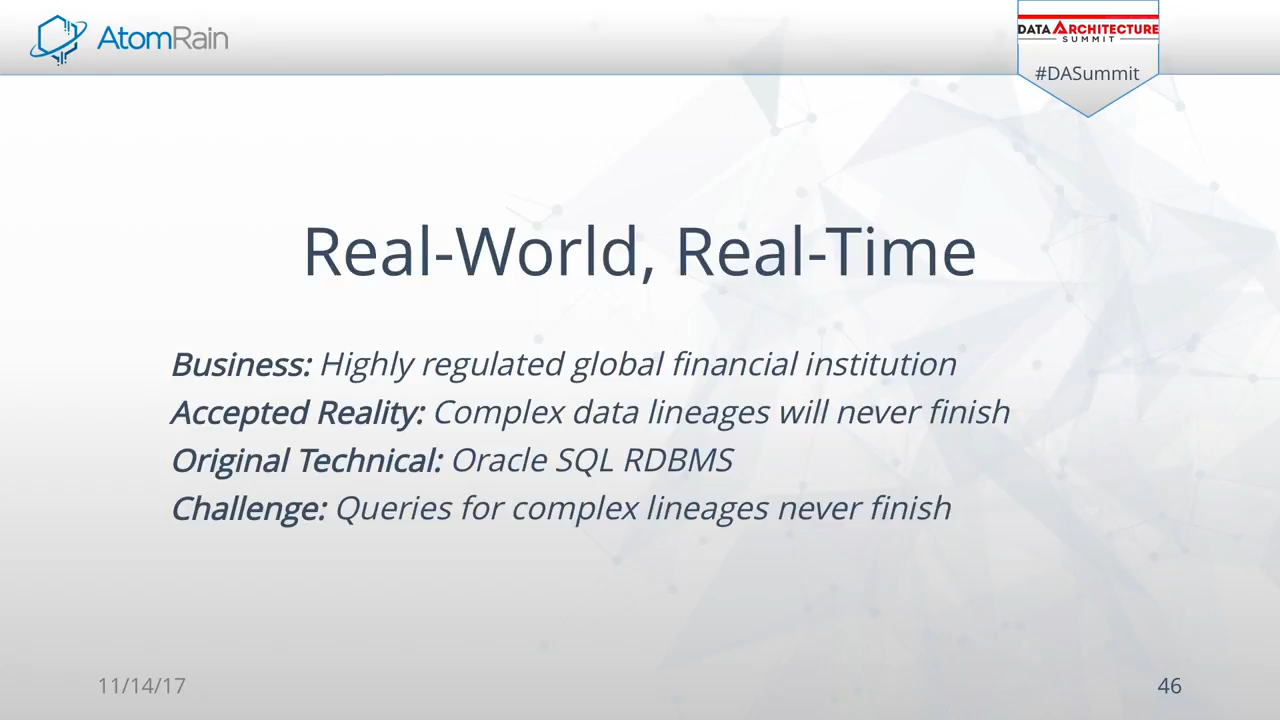 AtomRain
DATA ARCHITECTURE
SUMMIT
#DASummit
Real-World, Real-Time
Business: Highly regulated global financial institution
Accepted Reality: Complex data lineages will never finish
Original Technical: Oracle SQL RDBMS
Challenge: Queries for complex lineages never finish
11/14/17
46